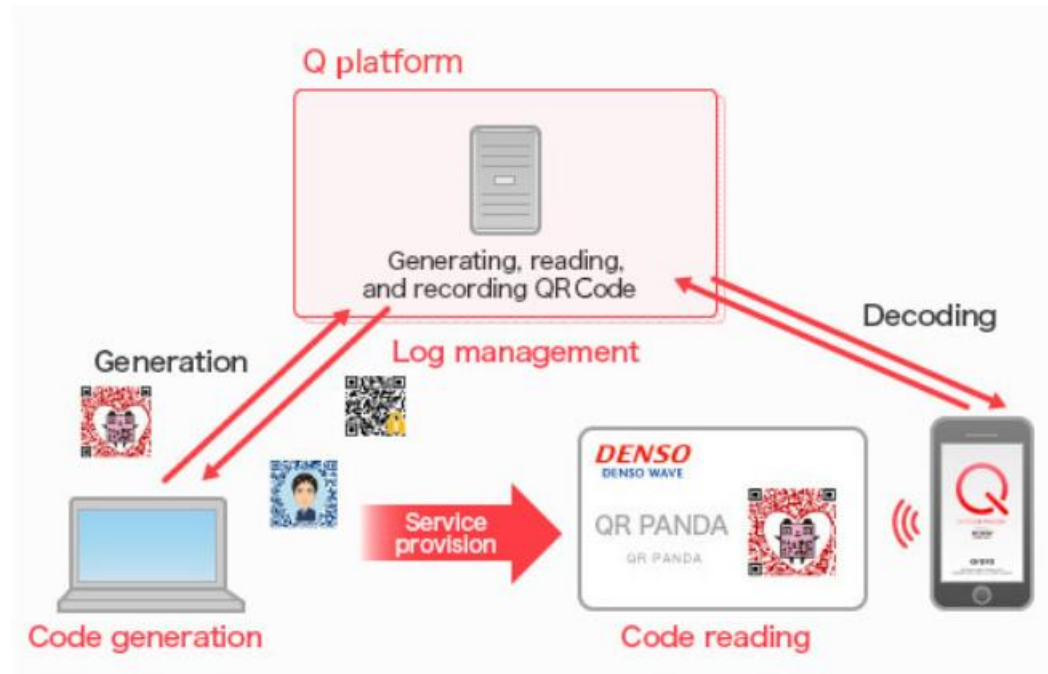 Q platform
Generating, reading,
and recording QR Code
Log management
Generation
Decoding
DENSO
DENSO WAVE
QR PANDA
QR PANDA
Service
provision
Q
Code generation
Code reading